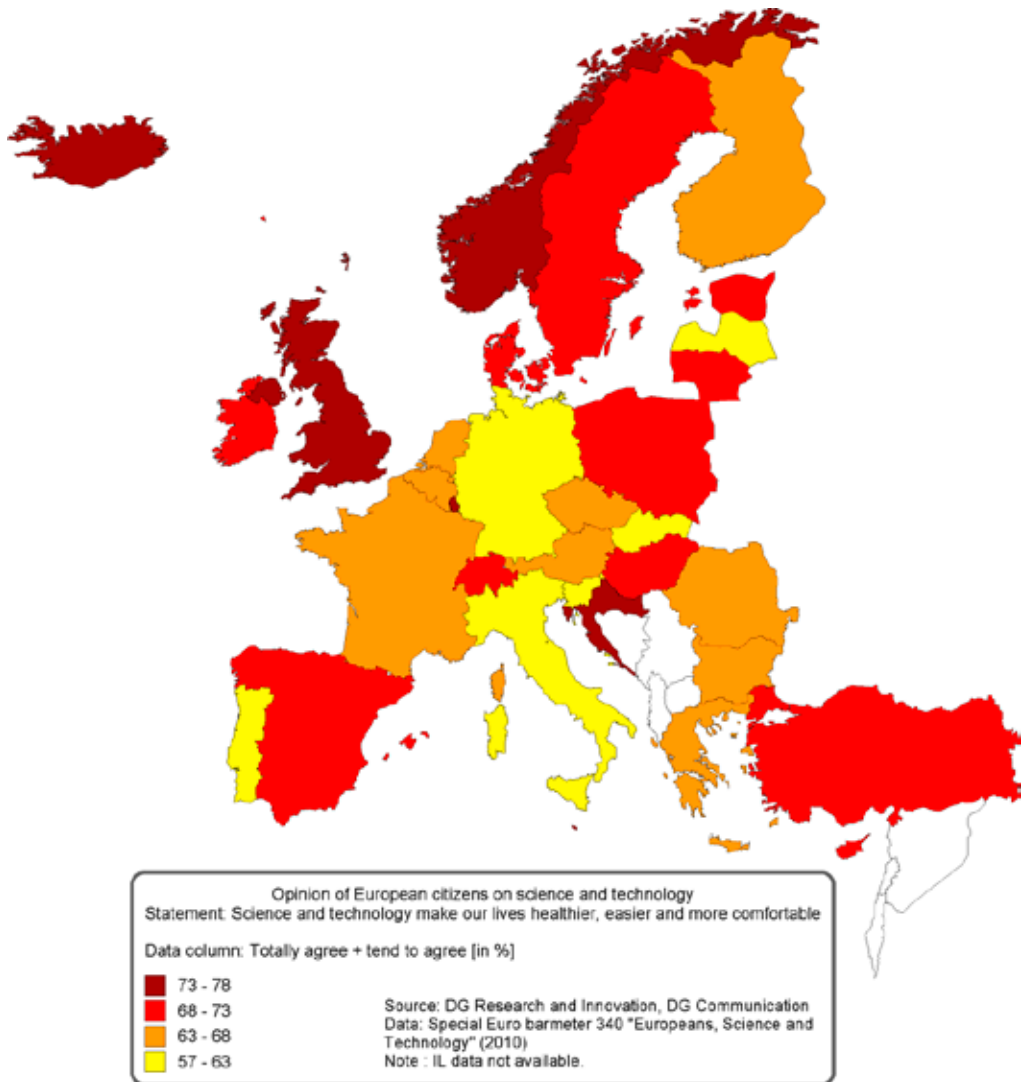 Opinion of European citizens on science and technology
Statement: Science and technology make our lives healthier, easier and more comfortable
Data column: Totally agree + tend to agree [in %]
73 - 78
68 - 73
63 - 68
57 - 63
Source: DG Research and Innovation, DG Communication
Data: Special Euro barmeter 340 "Europeans, Science and
Technology" (2010)
Note : IL data not available.